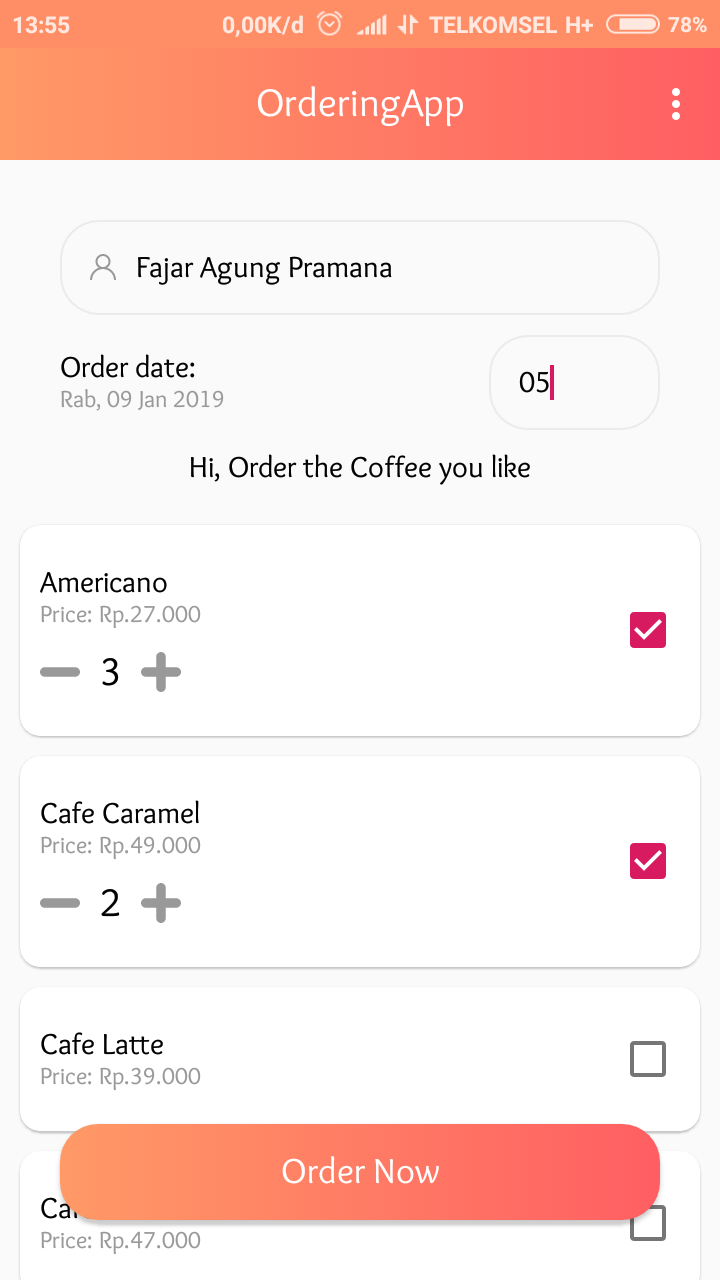 13:55 0,00K/d TELKOMSEL H+ 78%
OrderingApp
Fajar Agung Pramana
Order date:
Rab, 09 Jan 2019
05
Hi, Order the Coffee you like
Americano
Price: Rp.27.000
3
Cafe Caramel
Price: Rp.49.000
2
Cafe Latte
Price: Rp.39.000
Order Now
Price: Rp.47.000